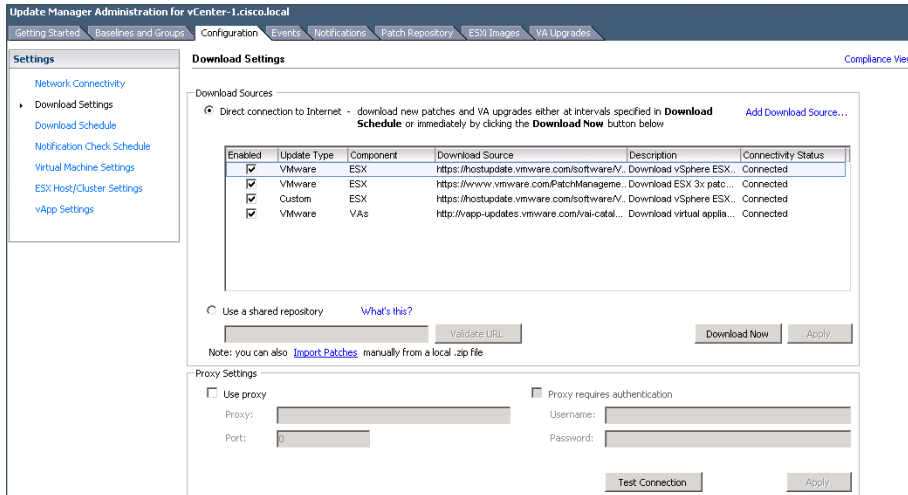 Update Manager Administration for vCenter-1.cisco.local
Getting Started Baselines and Groups Configuration Events Notifications Patch Repository ESXi Images VA Upgrades
Settings
Network Connectivity
Download Settings
Download Schedule
Notification Check Schedule
Virtual Machine Settings
ESX Host/Cluster Settings
vApp Settings
Download Settings
Compliance View
Download Sources
Direct connection to Internet - download new patches and VA upgrades either at intervals specified in Download
Schedule or immediately by clicking the Download Now button below
Add Download Source...
Enabled Update Type Component Download Source Description Connectivity Status
VMware ESX https://hostupdate.vmware.com/software/V.. Download vSphere ESX... Connected
VMware ESX https://www.vmware.com/PatchManageme.. Download ESX 3x patc... Connected
Custom ESX https://hostupdate.vmware.com/software/V.. Download vSphere ESX... Connected
VMware VAs http://vapp-updates.vmware.com/vai-catal... Download virtual applia... Connected
Use a shared repository What's this?
Validate URL
Download Now Apply
Note: you can also Import Patches manually from a local .zip file
Proxy Settings
Use proxy
Proxy:
Port: 0
Proxy requires authentication
Username:
Password:
Test Connection Apply